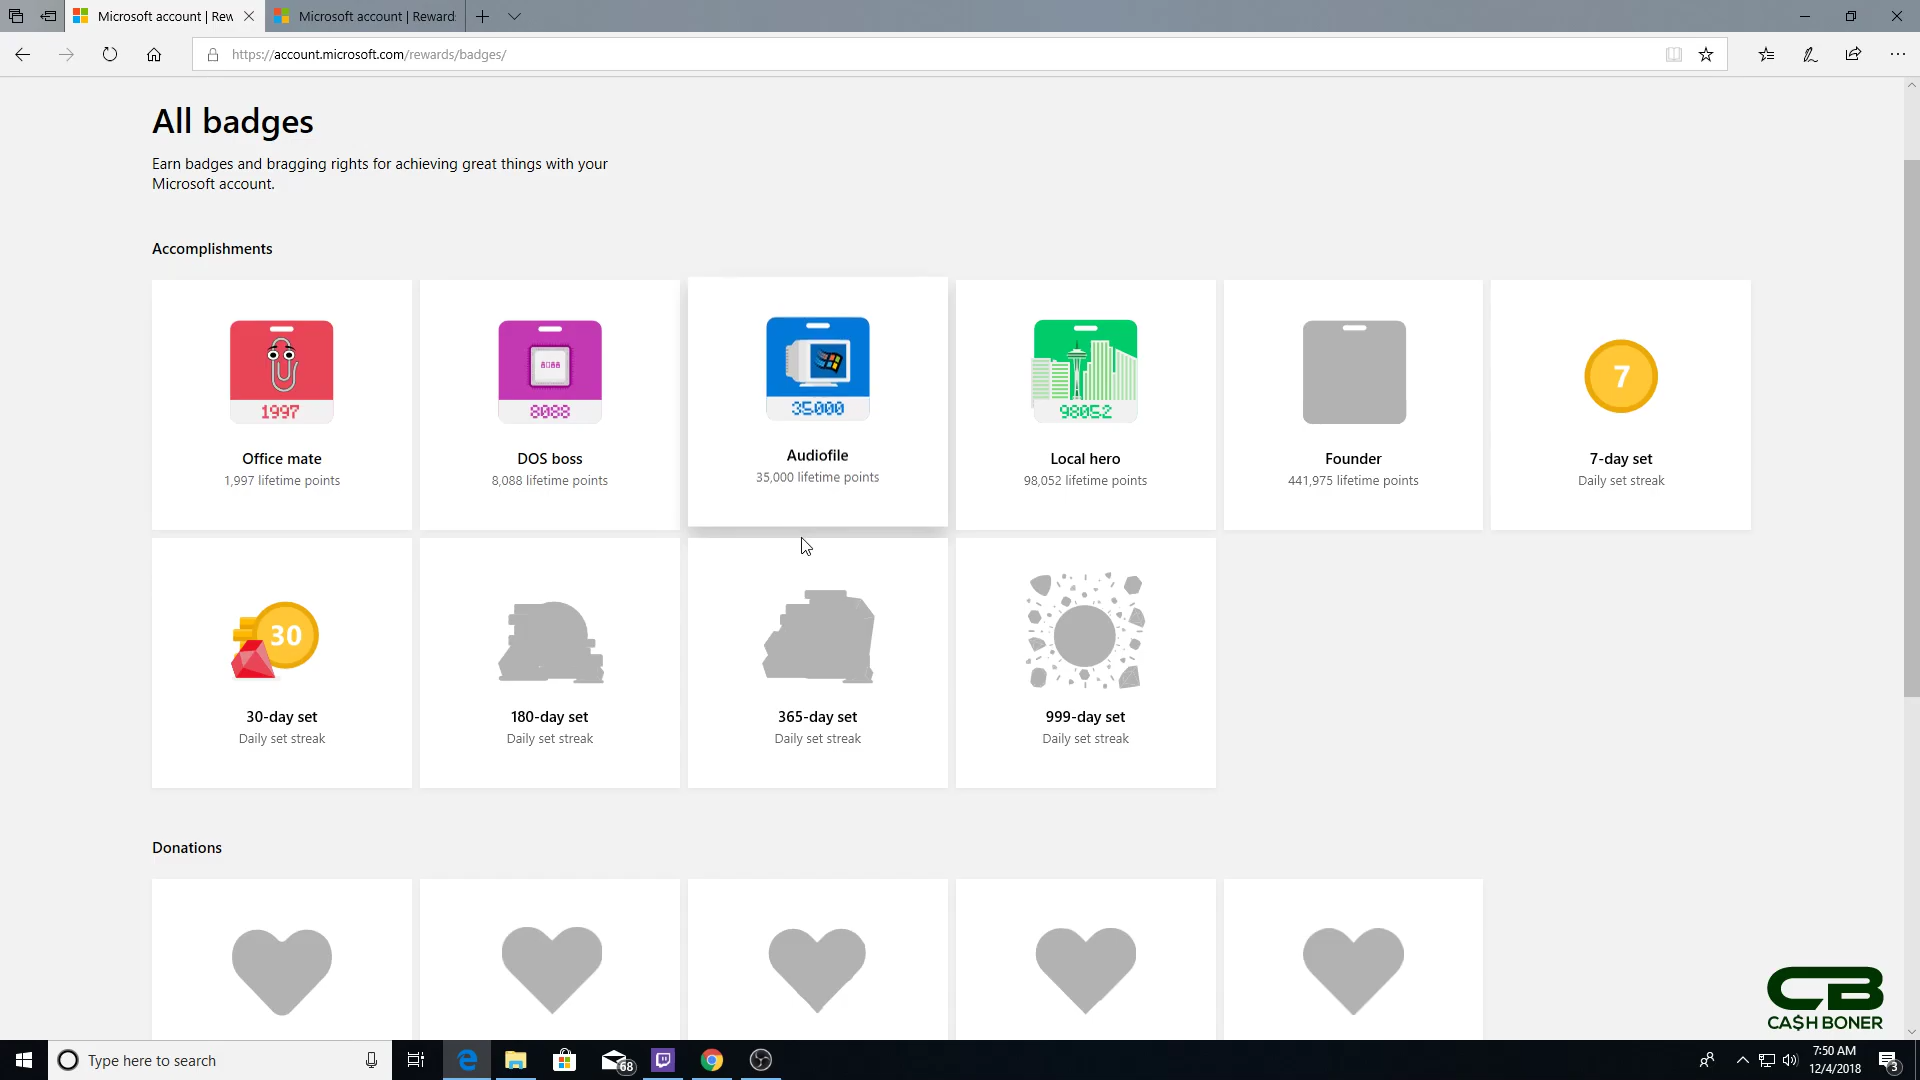 Microsoft account | Rew
Microsoft account | Rewards
https://account.microsoft.com/rewards/badges/
All badges
Earn badges and bragging rights for achieving great things with your
Microsoft account.
Accomplishments
1997
8088
8088
35000
98052
7
Office mate
DOS boss
Audiofile
Local hero
Founder
7-day set
1,997 lifetime points
8,088 lifetime points
35,000 lifetime points
98,052 lifetime points
441,975 lifetime points
Daily set streak
30
30-day set
180-day set
365-day set
999-day set
Daily set streak
Daily set streak
Daily set streak
Daily set streak
Donations
CB
CA$H BONER
Type here to search
68
7:50 AM
12/4/2018
3